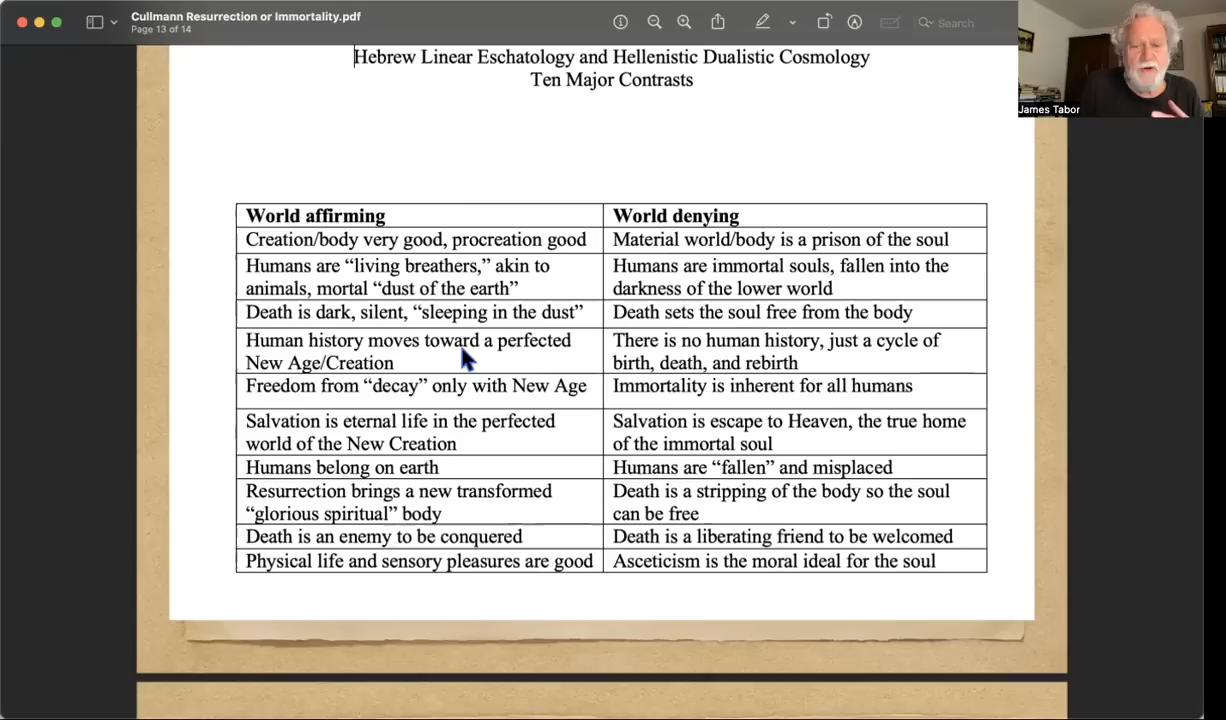 Cullmann Resurrection or Immortality.pdf
Page 13 of 14
Search
James Tabor
Hebrew Linear Eschatology and Hellenistic Dualistic Cosmology
Ten Major Contrasts
World affirming
World denying
Creation/body very good, procreation good
Material world/body is a prison of the soul
Humans are “living breathers,” akin to
animals, mortal “dust of the earth”
Humans are immortal souls, fallen into the
darkness of the lower world
Death is dark, silent, “sleeping in the dust”
Death sets the soul free from the body
Human history moves toward a perfected
New Age/Creation
There is no human history, just a cycle of
birth, death, and rebirth
Freedom from “decay” only with New Age
Immortality is inherent for all humans
Salvation is eternal life in the perfected
world of the New Creation
Salvation is escape to Heaven, the true home
of the immortal soul
Humans belong on earth
Humans are “fallen” and misplaced
Resurrection brings a new transformed
“glorious spiritual” body
Death is a stripping of the body so the soul
can be free
Death is an enemy to be conquered
Death is a liberating friend to be welcomed
Physical life and sensory pleasures are good
Asceticism is the moral ideal for the soul